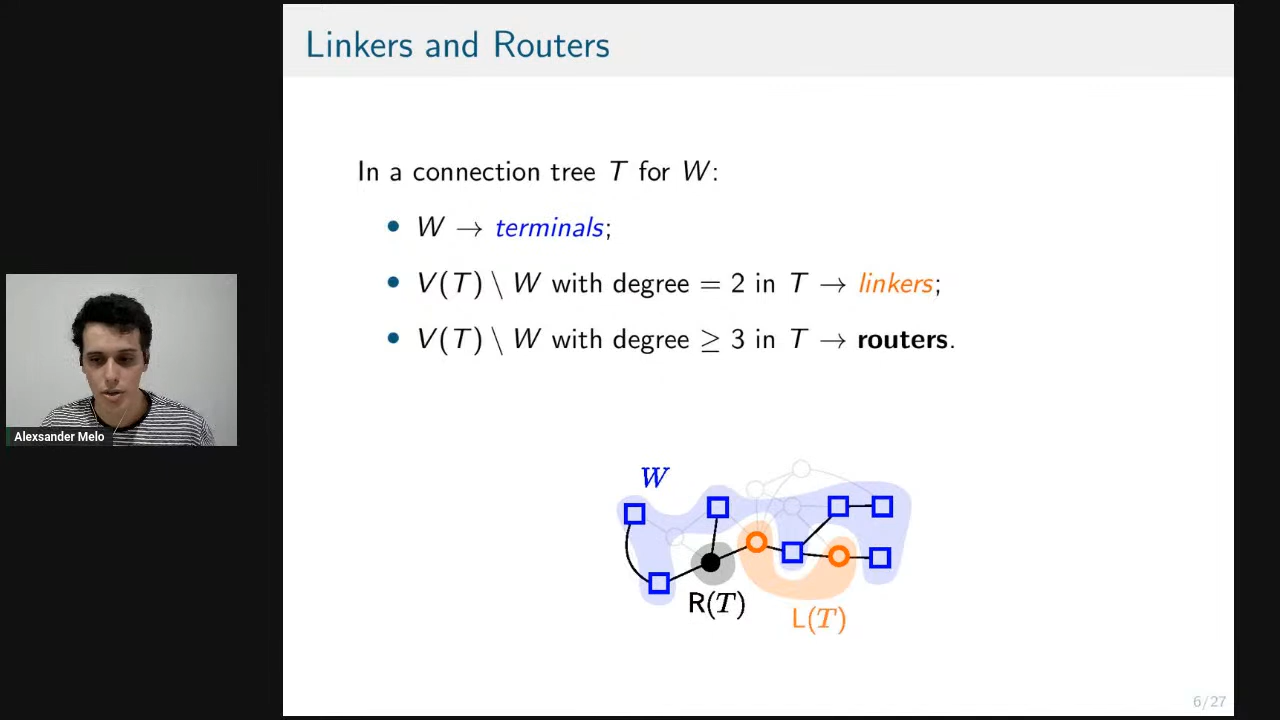 Linkers and Routers
In a connection tree T for W:
• W → terminals;
• V(T) \ W with degree = 2 in T → linkers;
• V(T) \ W with degree ≥ 3 in T → routers.
Alexsander Melo
W
R(T)
L(T)
6/27